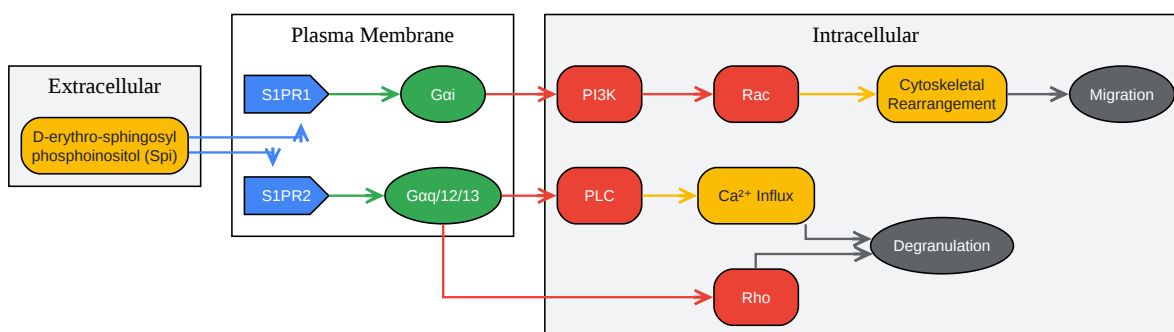 Plasma Membrane
Intracellular
Extracellular
S1PR1
Gαi
PI3K
Rac
Cytoskeletal
Rearrangement
Migration
D-erythro-sphingosyl
phosphoinositol (Spi)
S1PR2
Gαq/12/13
PLC
Ca²⁺ Influx
Degranulation
Rho